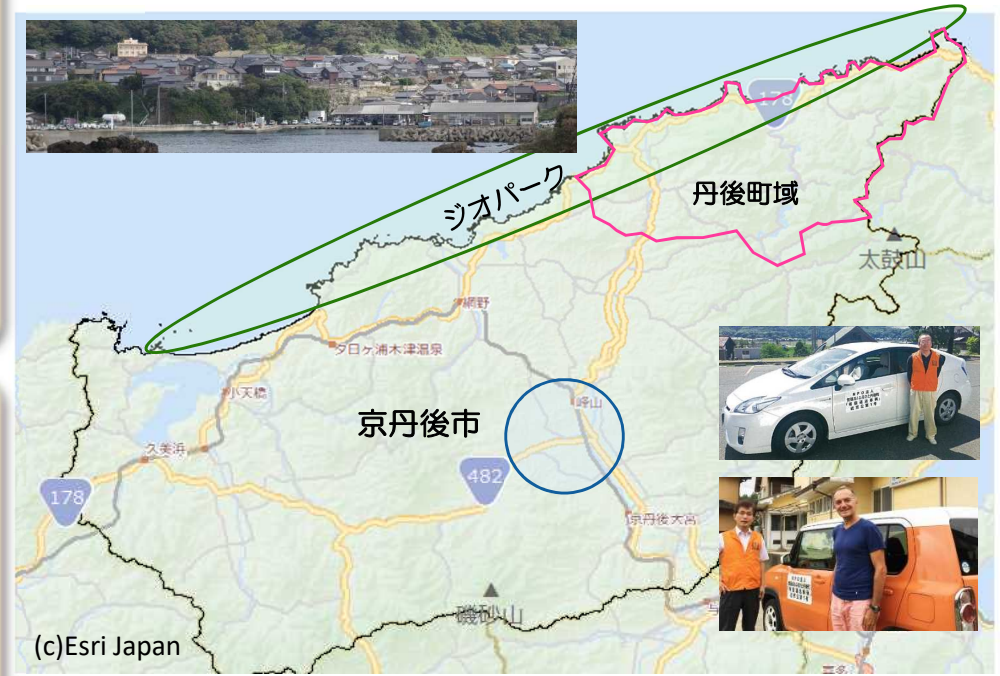 178
ジオパーク
丹後町域
太鼓山
網野
夕日ヶ浦木津温泉
小天橋
峰山
京丹後市
久美浜
482
178
京丹後大宮
磯砂山
喜多
(c)Esri Japan